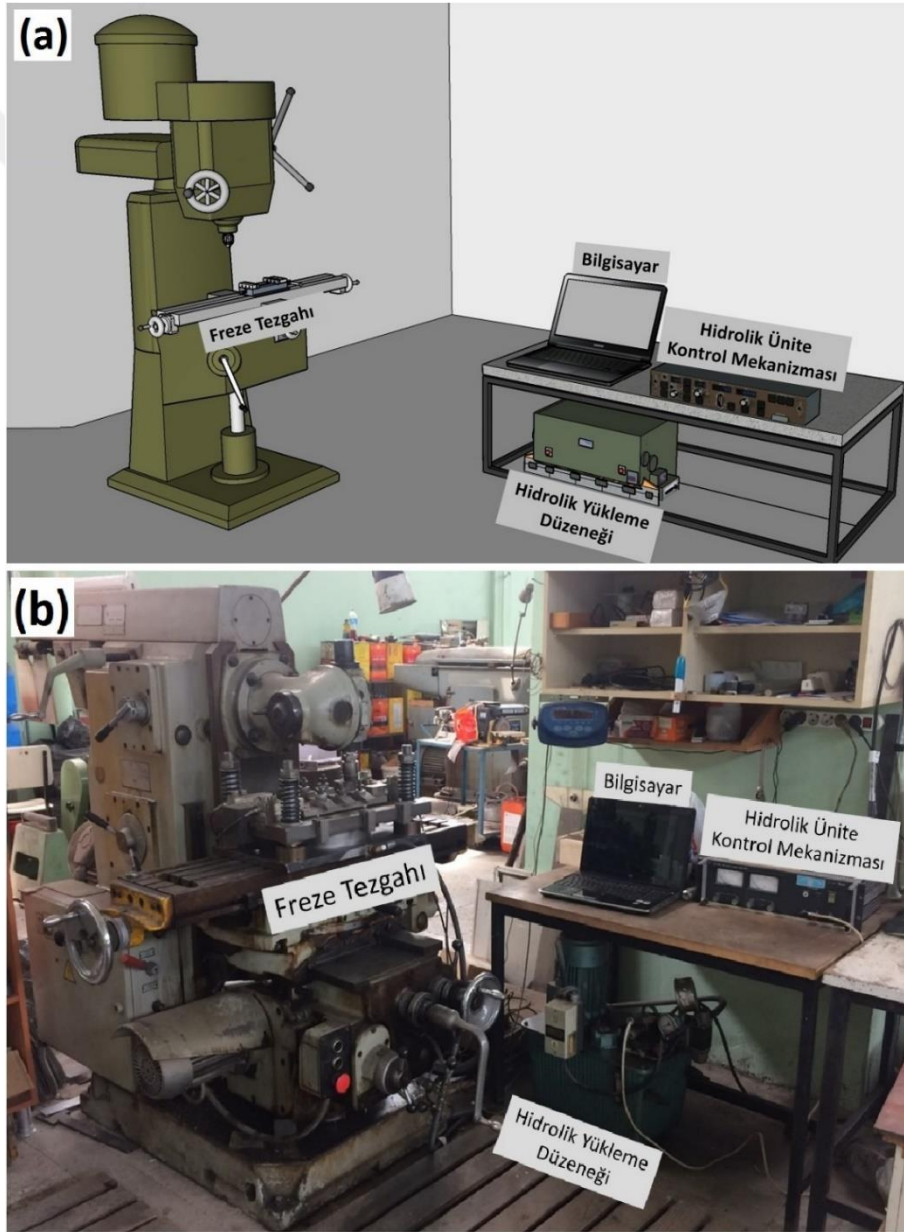 (a)
Bilgisayar
Freze Tezgahı
Hidrolik Ünite
Kontrol Mekanizması
Hidrolik Yükleme
Düzeneği
(b)
Bilgisayar
Hidrolik Ünite
Kontrol Mekanizması
Freze Tezgahı
Hidrolik Yükleme
Düzeneği